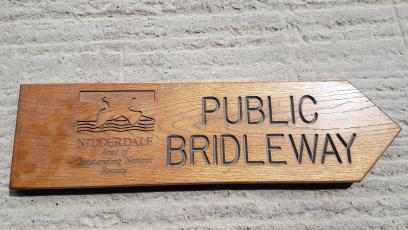 NIDDERDALE
Area of
Outstanding Natural
Beauty
PUBLIC
BRIDLEWAY